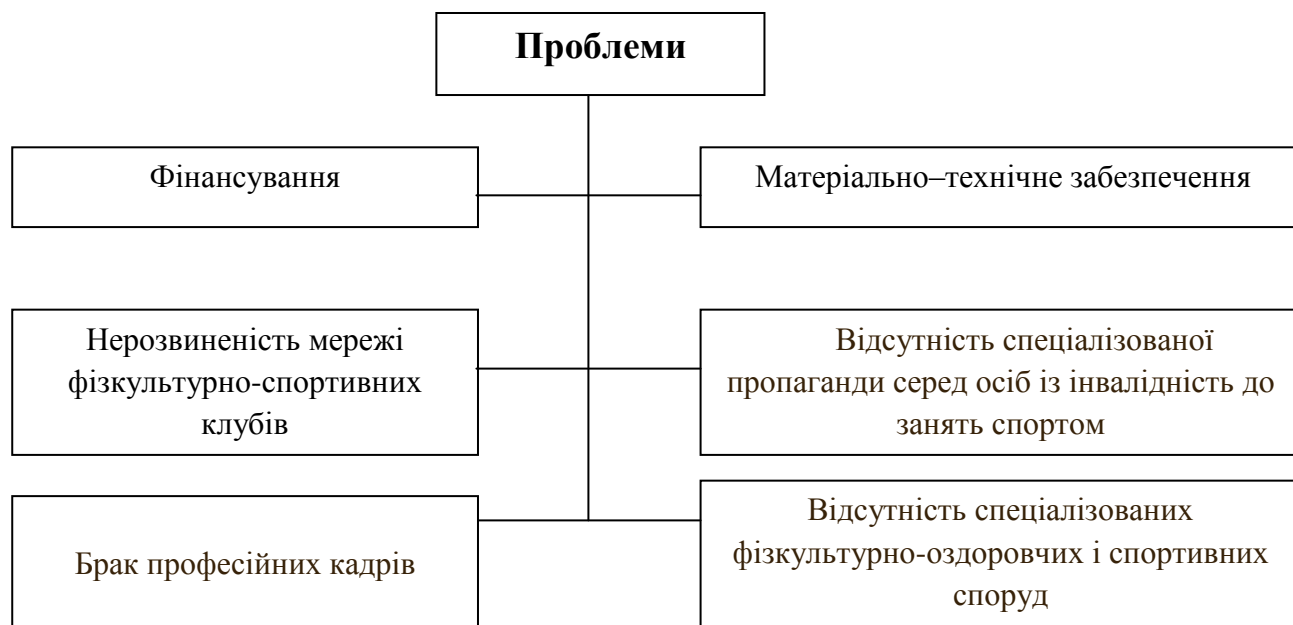 Проблеми
Фінансування
Матеріально–технічне забезпечення
Нерозвиненість мережі
фізкультурно-спортивних
клубів
Відсутність спеціалізованої
пропаганди серед осіб із інвалідність до
занять спортом
Брак професійних кадрів
Відсутність спеціалізованих
фізкультурно-оздоровчих і спортивних
споруд